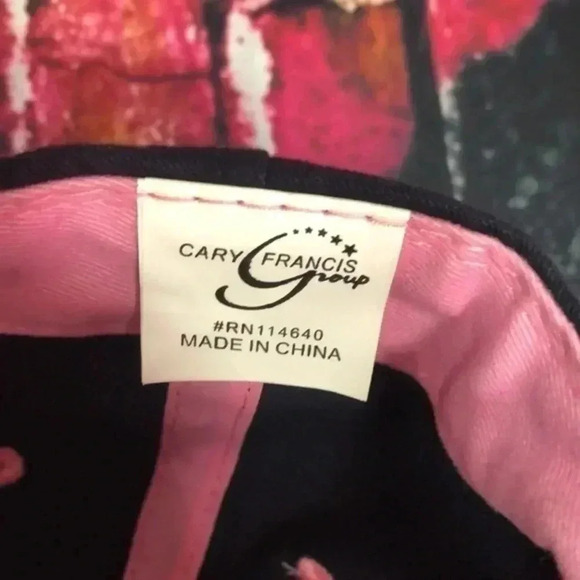 CARY FRANCIS
Group
#RN114640
MADE IN CHINA